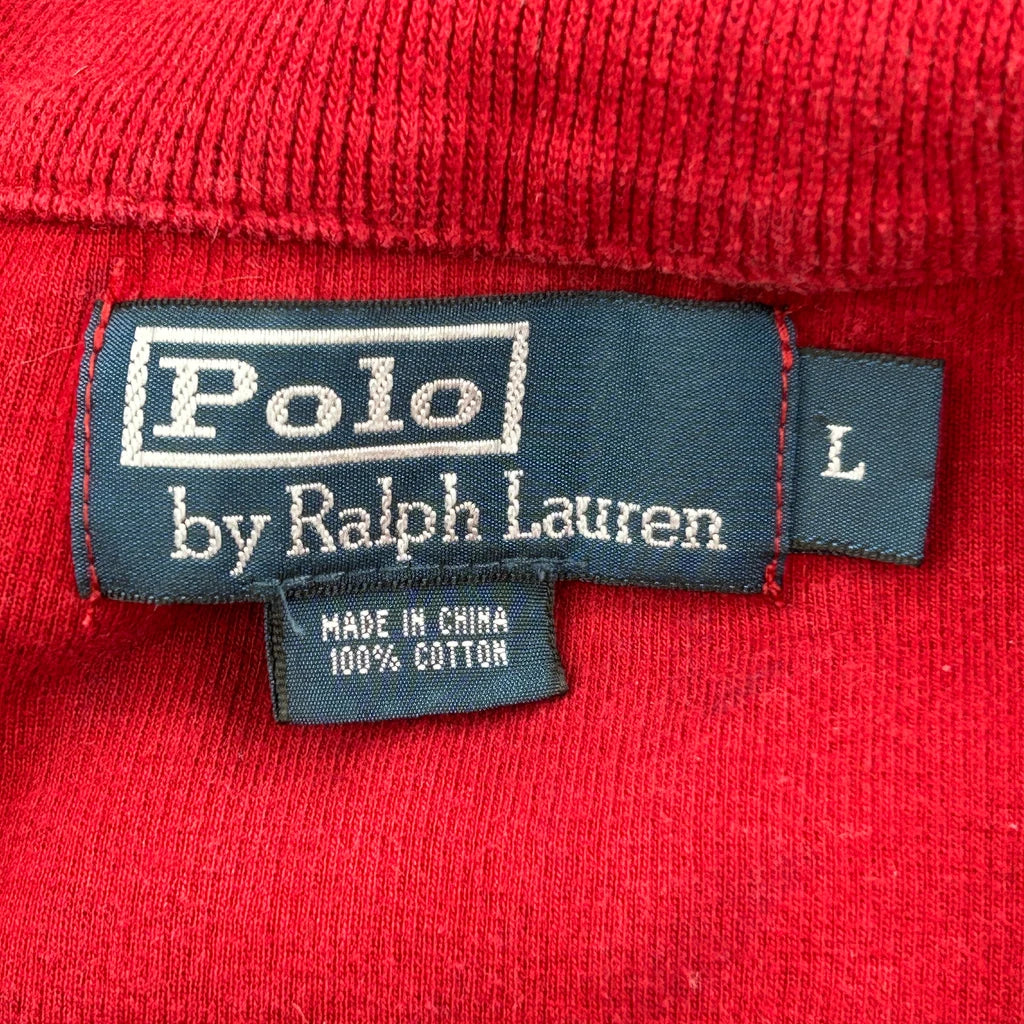 Polo
by Ralph Lauren
L
MADE IN CHINA
100% COTTON